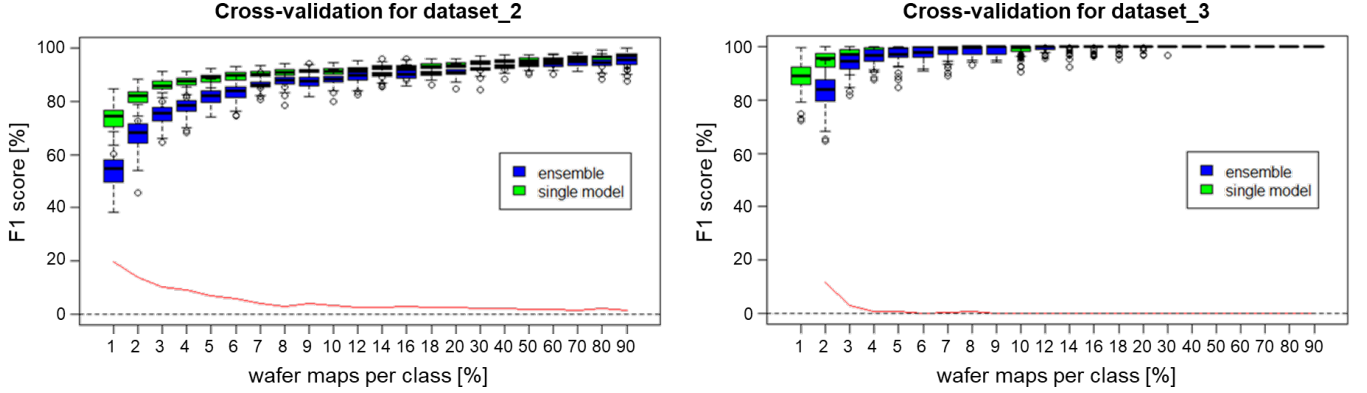 Cross-validation for dataset_2
F1 score [%]
100
80
60
40
20
0
ensemble
single model
1 2 3 4 5 6 7 8 9 10 12 14 16 18 20 30 40 50 60 70 80 90
wafer maps per class [%]
Cross-validation for dataset_3
F1 score [%]
100
80
60
40
20
0
ensemble
single model
1 2 3 4 5 6 7 8 9 10 12 14 16 18 20 30 40 50 60 70 80 90
wafer maps per class [%]